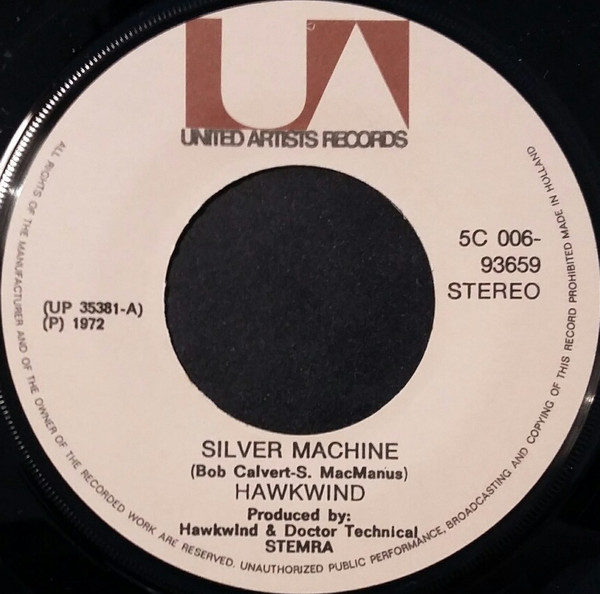 UA
UNITED ARTISTS RECORDS
5C 006-
93659
STEREO
(UP 35381-A)
(P) 1972
SILVER MACHINE
(Bob Calvert-S. MacManus)
HAWKWIND
Produced by:
Hawkwind & Doctor Technical
STEMRA
ALL RIGHTS OF THE MANUFACTURER AND OF THE OWNER OF THE RECORDED WORK ARE RESERVED. UNAUTHORIZED PUBLIC PERFORMANCE, BROADCASTING AND COPYING OF THIS RECORD PROHIBITED MADE IN HOLLAND